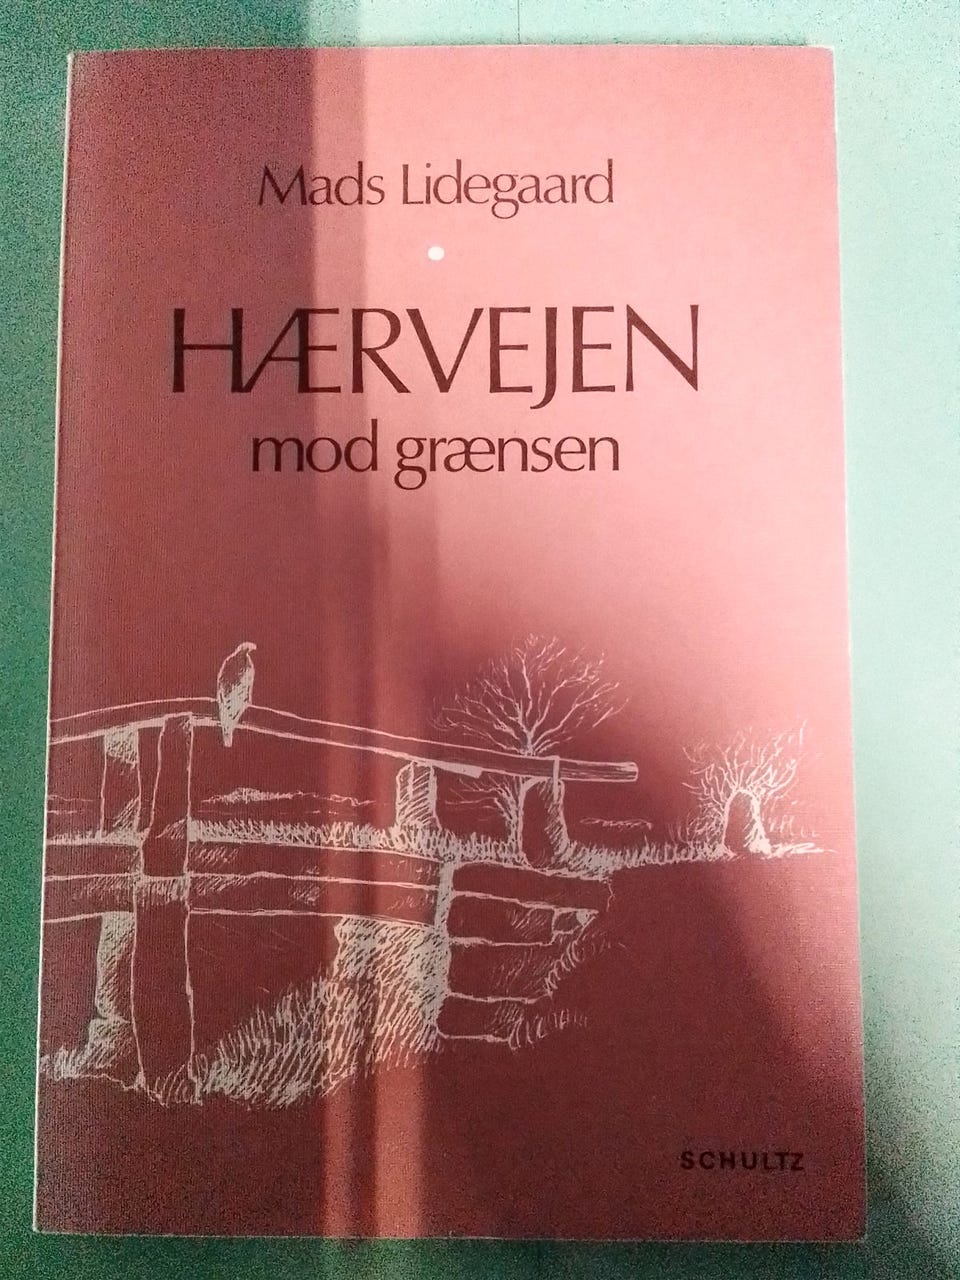 Mads Lidegaard
HÆRVEJEN
mod grænsen
SCHULTZ